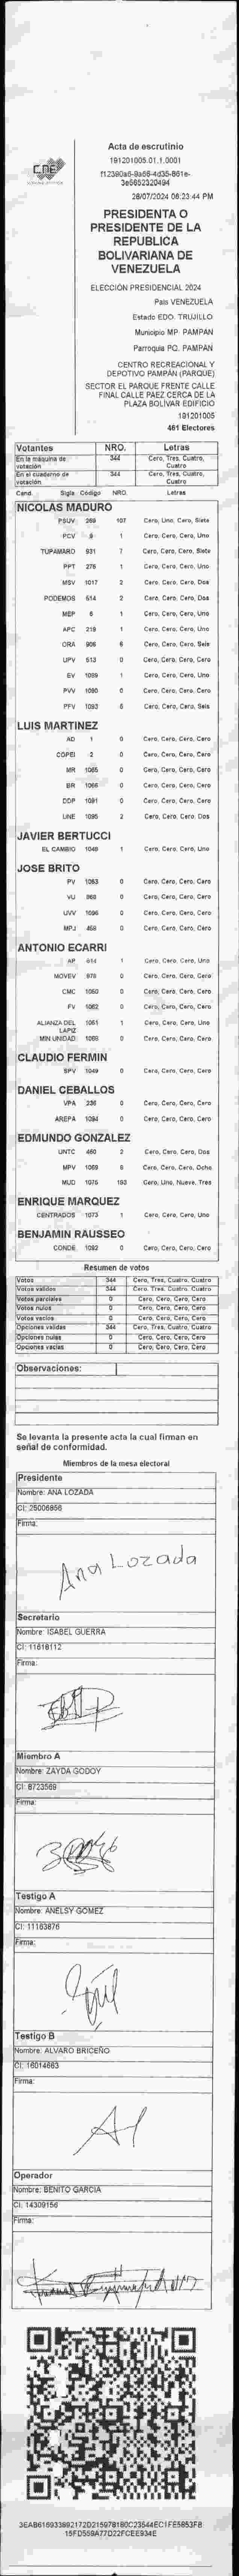 CNE
Acta de escrutinio
191201005.01.1.0001
28/07/2024 08:23:44 PM
PRESIDENTA O
PRESIDENTE DE LA
REPUBLICA
BOLIVARIANA DE
VENEZUELA
ELECCIÓN PRESIDENCIAL 2024
País VENEZUELA
Estado EDO. TRUJILLO
Municipio MP. PAMPÁN
Parroquia PQ. PAMPÁN
CENTRO RECREACIONAL Y
DEPOTIVO PAMPÁN (PARQUE)
SECTOR EL PARQUE FRENTE CALLE
FINAL CALLE PAEZ CERCA DE LA
PLAZA BOLIVAR EDIFICIO
191201005
461 Electores
Votantes NRO. Letras
En la máquina de votación 344 Cero, Tres, Cuatro, Cuatro
En el cuaderno de votación 344 Cero, Tres, Cuatro, Cuatro
Cand Sigla Código NRO. Letras
NICOLAS MADURO
PSUV 269 107 Cero, Uno, Cero, Siete
PCV 1 Cero, Cero, Cero, Uno
TUPAMARO 931 7 Cero, Cero, Cero, Siete
PPT 276 1 Cero, Cero, Cero, Uno
MSV 1017 2 Cero, Cero, Cero, Dos
PODEMOS 514 2 Cero, Cero, Cero, Dos
MEP 6 1 Cero, Cero, Cero, Uno
APC 219 1 Cero, Cero, Cero, Uno
ORA 906 6 Cero, Cero, Cero, Seis
UPV 513 0 Cero, Cero, Cero, Cero
EV 1089 1 Cero, Cero, Cero, Uno
PVV 1090 0 Cero, Cero, Cero, Cero
PFV 1093 6 Cero, Cero, Cero, Seis
LUIS MARTINEZ
AD 1 0 Cero, Cero, Cero, Cero
COPEI 2 0 Cero, Cero, Cero, Cero
MR 1065 0 Cero, Cero, Cero, Cero
BR 1066 0 Cero, Cero, Cero, Cero
DDP 1091 0 Cero, Cero, Cero, Cero
UNE 1095 2 Cero, Cero, Cero, Dos
JAVIER BERTUCCI
EL CAMBIO 1048 1 Cero, Cero, Cero, Uno
JOSE BRITO
PV 1083 0 Cero, Cero, Cero, Cero
VU 968 0 Cero, Cero, Cero, Cero
UVV 1096 0 Cero, Cero, Cero, Cero
MPJ 459 0 Cero, Cero, Cero, Cero
ANTONIO ECARRI
AP 614 1 Cero, Cero, Cero, Uno
MOVEV 978 0 Cero, Cero, Cero, Cero
CMC 1050 0 Cero, Cero, Cero, Cero
FV 1062 0 Cero, Cero, Cero, Cero
ALIANZA DEL LAPIZ 1051 1 Cero, Cero, Cero, Uno
MIN UNIDAD 1069 0 Cero, Cero, Cero, Cero
CLAUDIO FERMIN
SPV 1049 0 Cero, Cero, Cero, Cero
DANIEL CEBALLOS
VPA 336 0 Cero, Cero, Cero, Cero
AREPA 1094 0 Cero, Cero, Cero, Cero
EDMUNDO GONZALEZ
UNTC 460 2 Cero, Cero, Cero, Dos
MPV 1069 8 Cero, Cero, Cero, Ocho
MUD 1076 193 Cero, Uno, Nueve, Tres
ENRIQUE MARQUEZ
CENTRADOS 1073 1 Cero, Cero, Cero, Uno
BENJAMIN RAUSSEO
CONDE 1092 0 Cero, Cero, Cero, Cero
Resumen de votos
Votos 344 Cero, Tres, Cuatro, Cuatro
Votos válidos 344 Cero, Tres, Cuatro, Cuatro
Votos parciales 0 Cero, Cero, Cero, Cero
Votos nulos 0 Cero, Cero, Cero, Cero
Votos vacíos 0 Cero, Cero, Cero, Cero
Opciones válidas 344 Cero, Tres, Cuatro, Cuatro
Opciones nulas 0 Cero, Cero, Cero, Cero
Opciones vacías 0 Cero, Cero, Cero, Cero
Observaciones:
Se levanta la presente acta la cual firman en
señal de conformidad.
Miembros de la mesa electoral
Presidente
Nombre: ANA LOZADA
CI: 25006856
Firma:
Ana Lozada
Secretario
Nombre: ISABEL GUERRA
CI: 11618112
Firma:
Miembro A
Nombre: ZAYDA GODOY
CI: 8723569
Firma:
Testigo A
Nombre: ANELSY GOMEZ
CI: 11163876
Firma:
Testigo B
Nombre: ALVARO BRICEÑO
CI: 16014663
Firma:
Operador
Nombre: BENITO GARCIA
CI: 14309156
Firma: